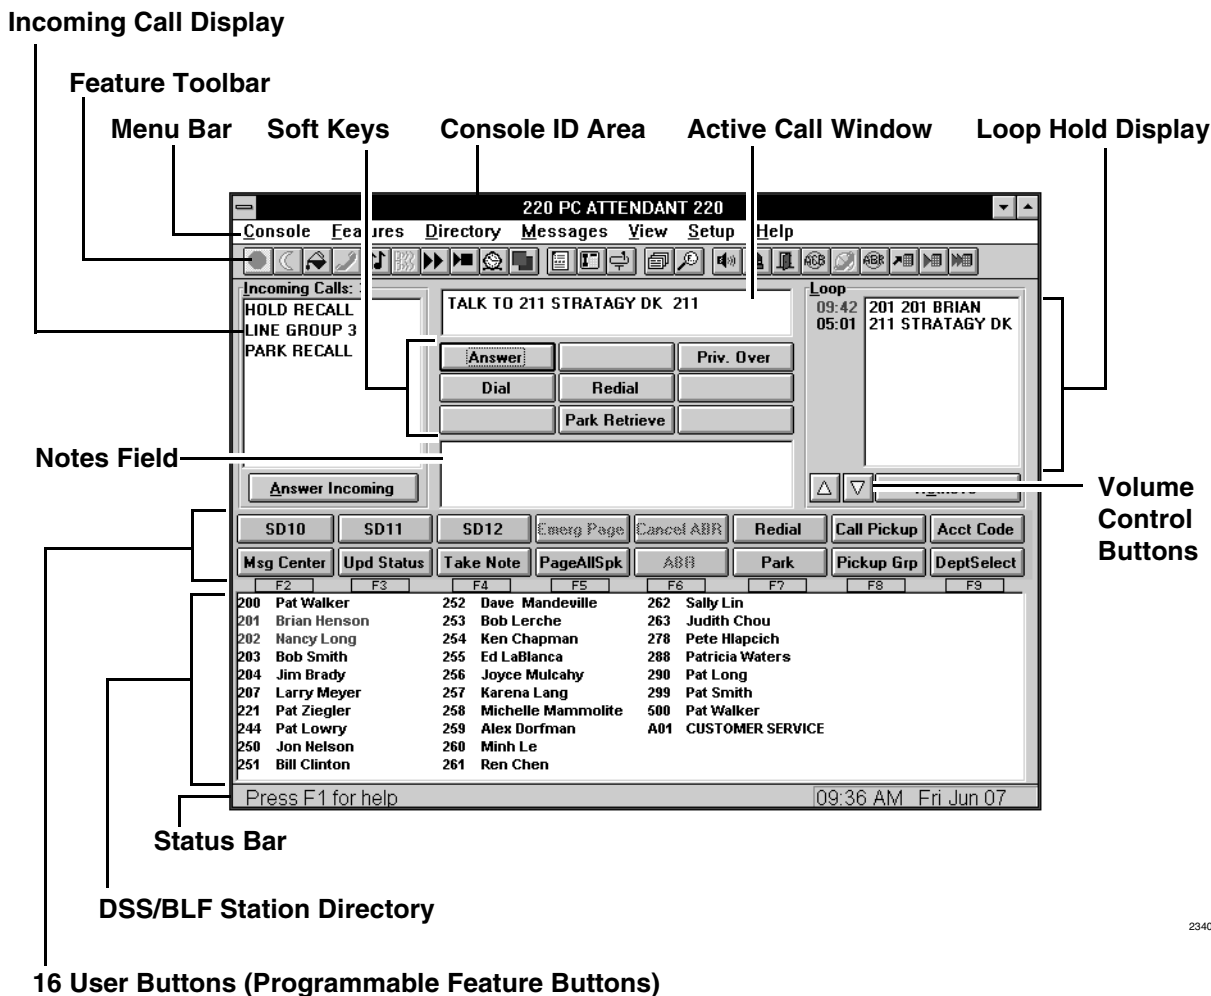 Incoming Call Display
Feature Toolbar
Menu Bar Soft Keys Console ID Area Active Call Window Loop Hold Display
220 PC ATTENDANT 220
Console Features Directory Messages View Setup Help
Incoming Calls:
HOLD RECALL
LINE GROUP 3
PARK RECALL
Answer Incoming
TALK TO 211 STRATAGY DK 211
Answer Priv. Over
Dial Redial
Park Retrieve
Loop
09:42 201 201 BRIAN
05:01 211 STRATAGY DK
Notes Field
Volume
Control
Buttons
SD10 SD11 SD12 Emerg Page Cancel ABR Redial Call Pickup Acct Code
Msg Center Upd Status Take Note PageAllSpk ABR Park Pickup Grp DeptSelect
F2 F3 F4 F5 F6 F7 F8 F9
200 Pat Walker 252 Dave Mandeville 262 Sally Lin
201 Brian Henson 253 Bob Lerche 263 Judith Chou
202 Nancy Long 254 Ken Chapman 278 Pete Hlapcich
203 Bob Smith 255 Ed LaBlanca 288 Patricia Waters
204 Jim Brady 256 Joyce Mulcahy 290 Pat Long
207 Larry Meyer 257 Karena Lang 299 Pat Smith
221 Pat Ziegler 258 Michelle Mammolite 500 Pat Walker
244 Pat Lowry 259 Alex Dorfman A01 CUSTOMER SERVICE
250 Jon Nelson 260 Minh Le
251 Bill Clinton 261 Ren Chen
Press F1 for help 09:36 AM Fri Jun 07
Status Bar
DSS/BLF Station Directory
2340
16 User Buttons (Programmable Feature Buttons)